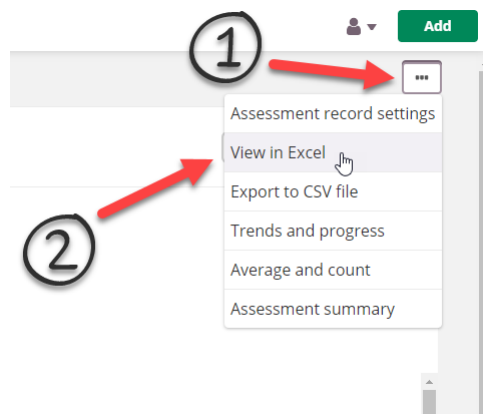 1
Add
...
Assessment record settings
View in Excel
Export to CSV file
2
Trends and progress
Average and count
Assessment summary